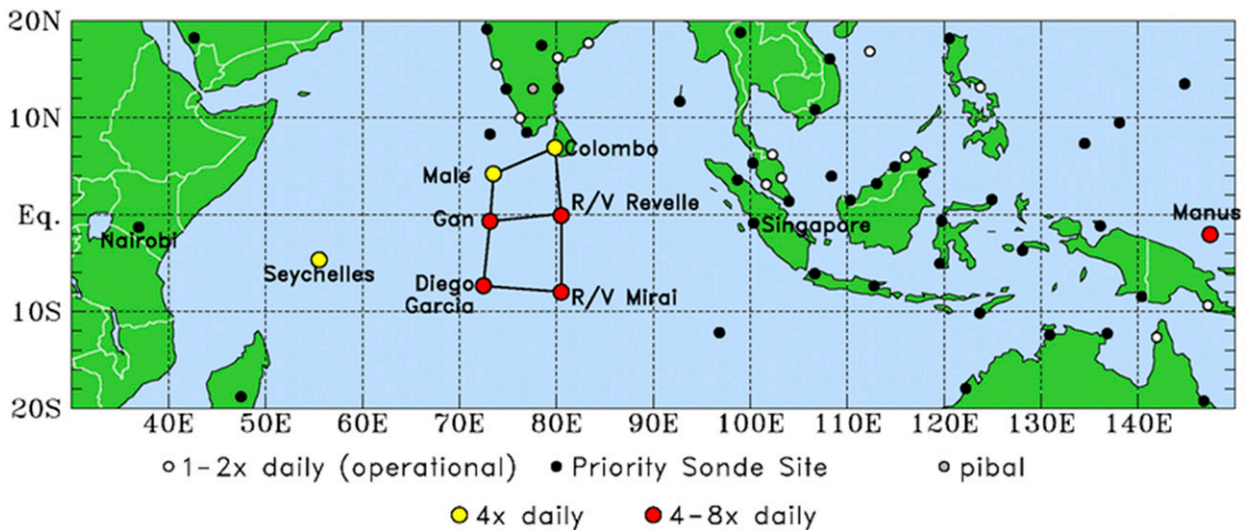 20N
10N
Eq.
10S
20S
40E 50E 60E 70E 80E 90E 100E 110E 120E 130E 140E
Colombo
Malé
R/V Revelle
Gan
Manus
Singapore
Nairobi
Seychelles
Diego
Garcia
R/V Mirai
1-2x daily (operational) Priority Sonde Site pibal
4x daily 4-8x daily